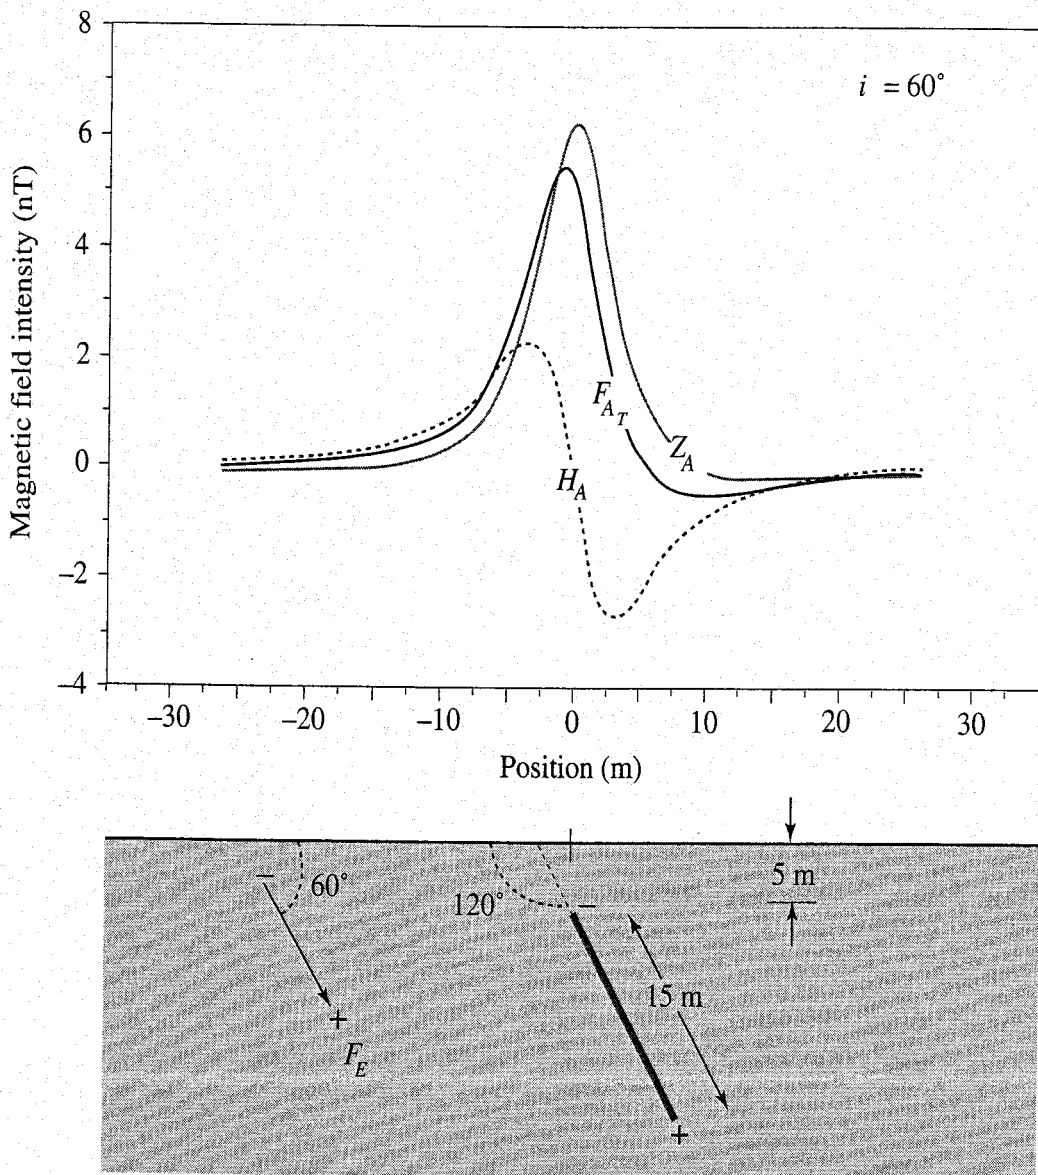 8
6
4
2
0
−2
−4
Magnetic field intensity (nT)
i = 60°
F_{A_T}
Z_A
H_A
−30 −20 −10 0 10 20 30
Position (m)
− 60°
120° −
5 m
15 m
+
F_E
+